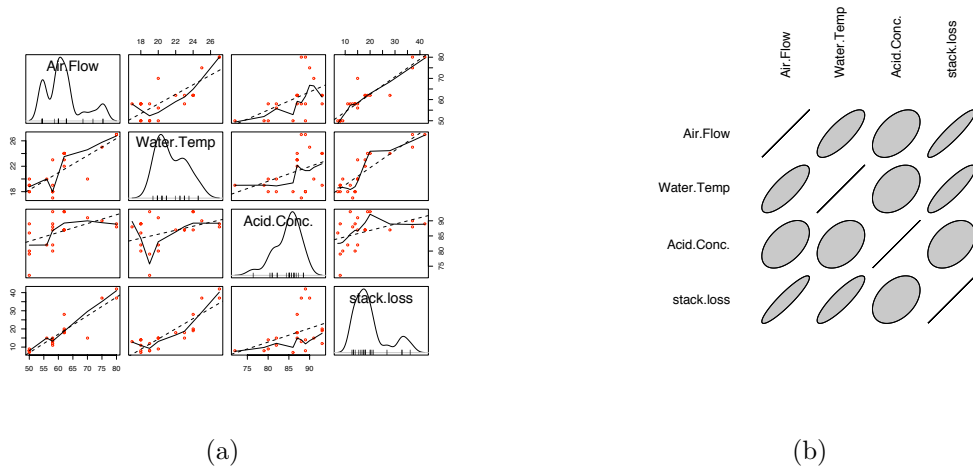 18 20 22 24 26
10 20 30 40
Air.Flow
50 60 70 80
18 22 26
Water.Temp
Acid.Conc.
75 80 85 90
10 20 30 40
stack.loss
50 55 60 65 70 75 80
75 80 85 90
(a)
Air.Flow
Water.Temp
Acid.Conc.
stack.loss
Air.Flow
Water.Temp
Acid.Conc.
stack.loss
(b)